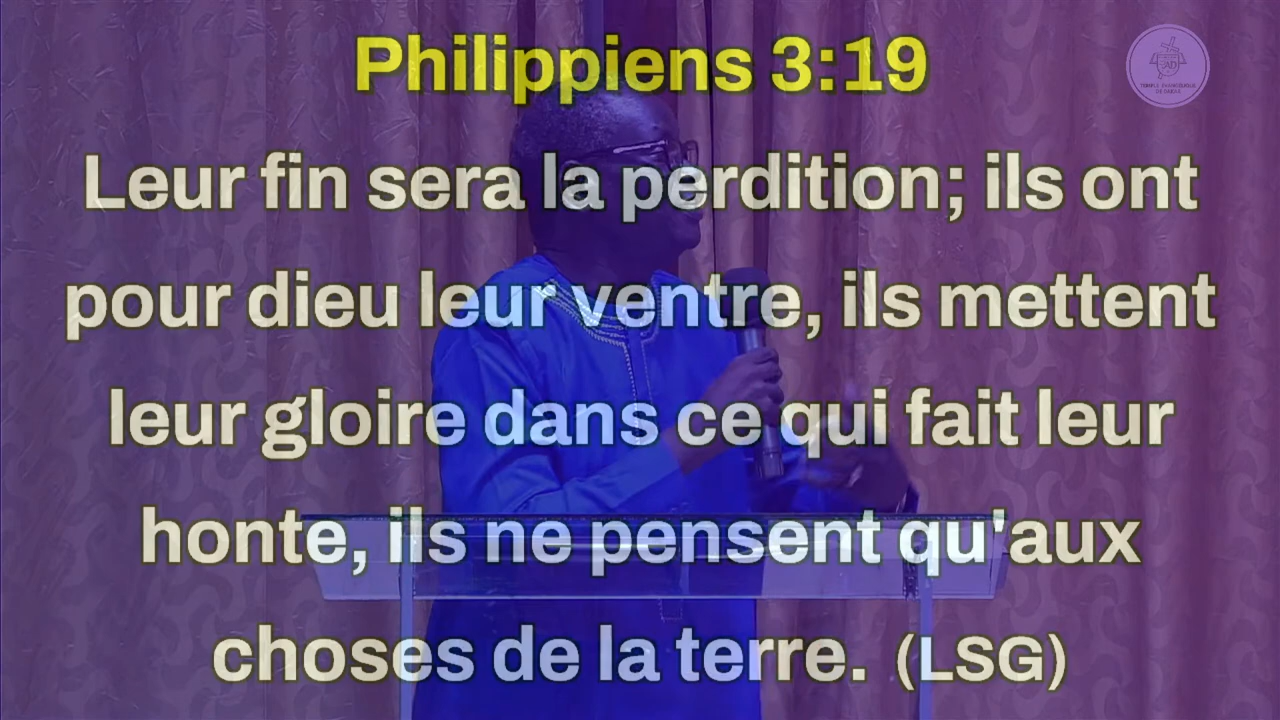 Philippiens 3:19
Leur fin sera la perdition; ils ont
pour dieu leur ventre, ils mettent
leur gloire dans ce qui fait leur
honte, ils ne pensent qu'aux
choses de la terre. (LSG)